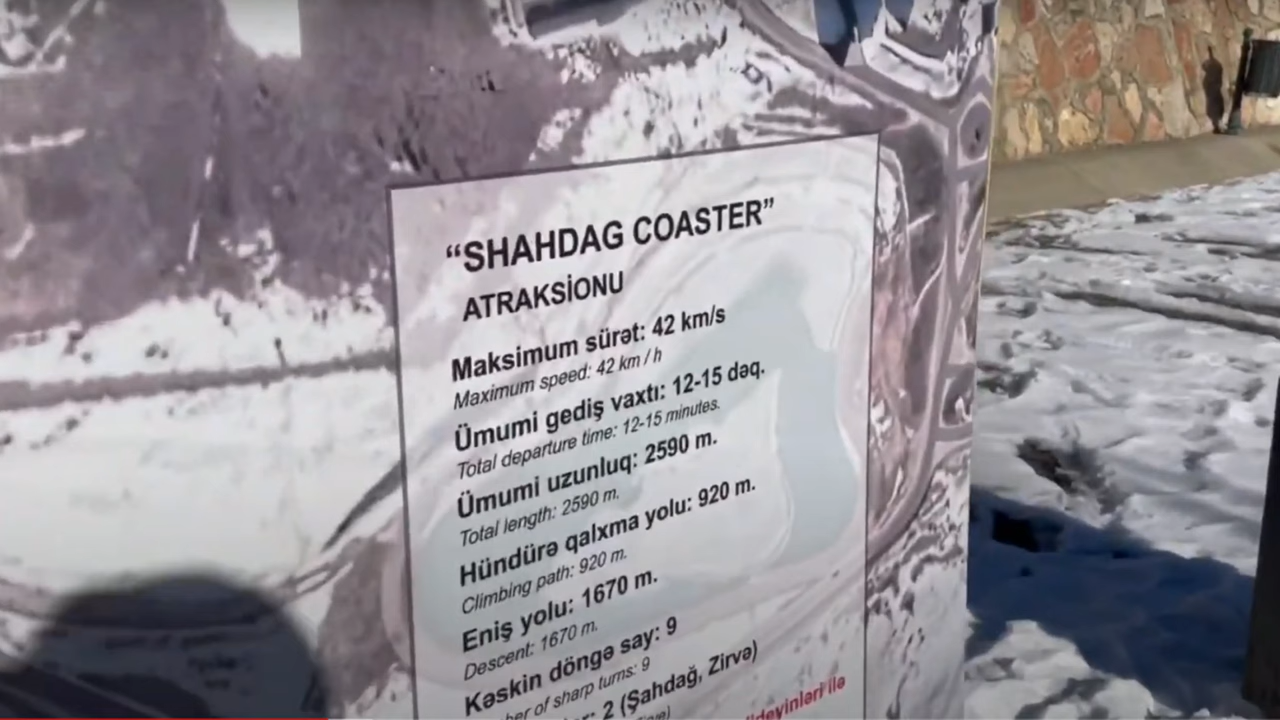 “SHAHDAG COASTER”
ATRAKSİONU
Maksimum sürət: 42 km/s
Maximum speed: 42 km / h
Ümumi gediş vaxtı: 12-15 dəq.
Total departure time: 12-15 minutes.
Ümumi uzunluq: 2590 m.
Total length: 2590 m.
Hündürə qalxma yolu: 920 m.
Climbing path: 920 m.
Eniş yolu: 1670 m.
Descent: 1670 m.
Kəskin döngə say: 9
of sharp turns: 9
2 (Şahdağ, Zirvə)
ilə